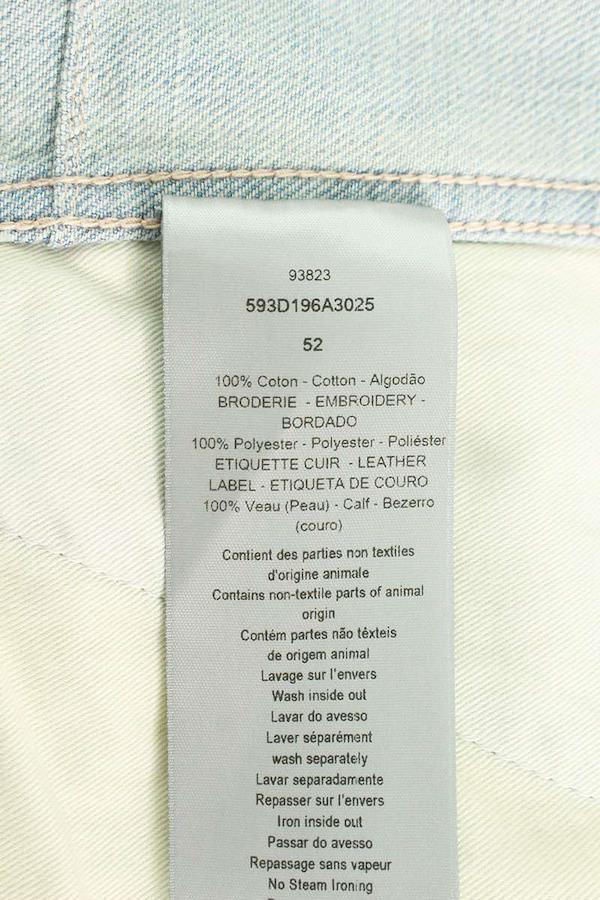 93823
593D196A3025
52
100% Coton - Cotton - Algodão
BRODERIE - EMBROIDERY -
BORDADO
100% Polyester - Polyester - Poliéster
ETIQUETTE CUIR - LEATHER
LABEL - ETIQUETA DE COURO
100% Veau (Peau) - Calf - Bezerro
(couro)
Contient des parties non textiles
d'origine animale
Contains non-textile parts of animal
origin
Contém partes não têxteis
de origem animal
Lavage sur l'envers
Wash inside out
Lavar do avesso
Laver séparément
wash separately
Lavar separadamente
Repasser sur l'envers
Iron inside out
Passar do avesso
Repassage sans vapeur
No Steam Ironing